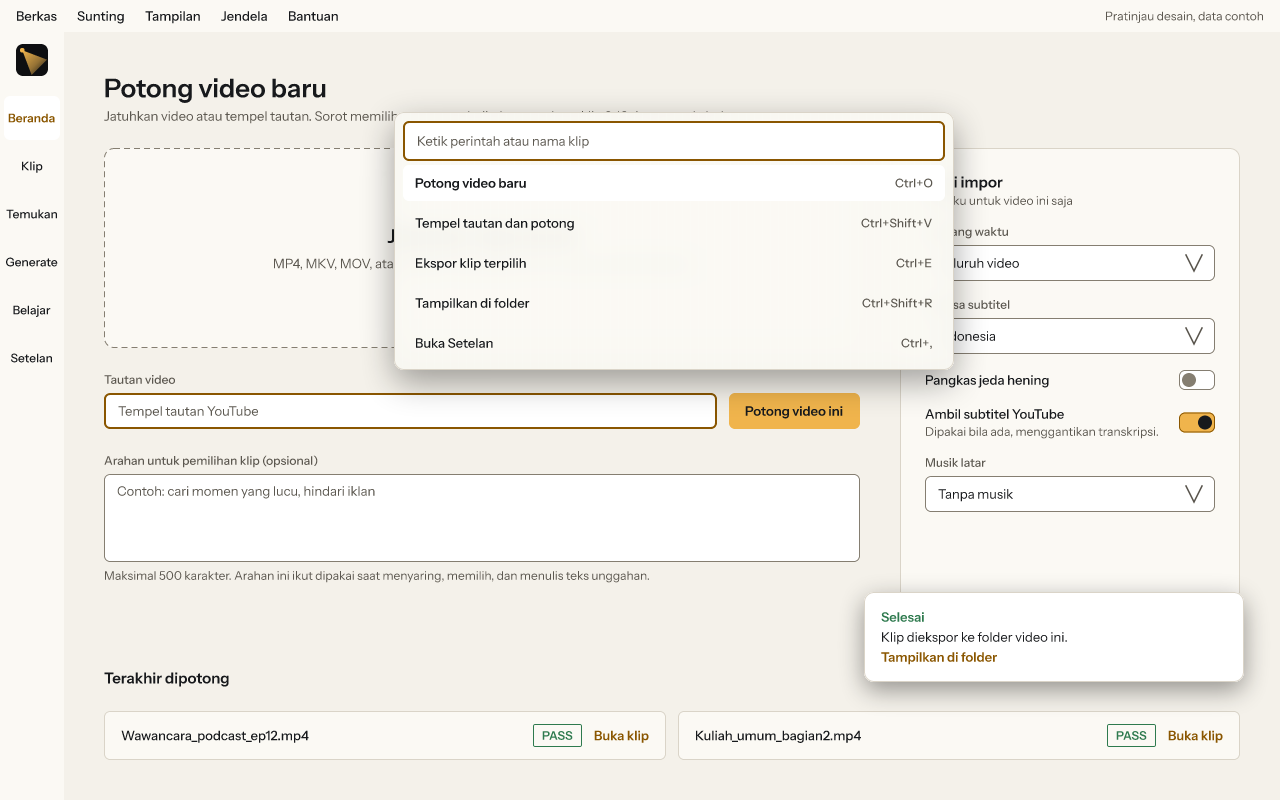 Berkas Sunting Tampilan Jendela Bantuan
Pratinjau desain, data contoh
Beranda
Klip
Temukan
Generate
Belajar
Setelan
Potong video baru
Jatuhkan video atau tempel tautan. Sorot
Ketik perintah atau nama klip
Potong video baru Ctrl+O
Tempel tautan dan potong Ctrl+Shift+V
Ekspor klip terpilih Ctrl+E
Tampilkan di folder Ctrl+Shift+R
Buka Setelan Ctrl+,
MP4, MKV, MOV,
Tautan video
Tempel tautan YouTube
Potong video ini
Arahan untuk pemilihan klip (opsional)
Contoh: cari momen yang lucu, hindari iklan
Maksimal 500 karakter. Arahan ini ikut dipakai saat menyaring, memilih, dan menulis teks unggahan.
impor
untuk video ini saja
waktu
video
subtitel
Pangkas jeda hening
Ambil subtitel YouTube
Dipakai bila ada, menggantikan transkripsi.
Musik latar
Tanpa musik
Selesai
Klip diekspor ke folder video ini.
Tampilkan di folder
Terakhir dipotong
Wawancara_podcast_ep12.mp4 PASS Buka klip
Kuliah_umum_bagian2.mp4 PASS Buka klip